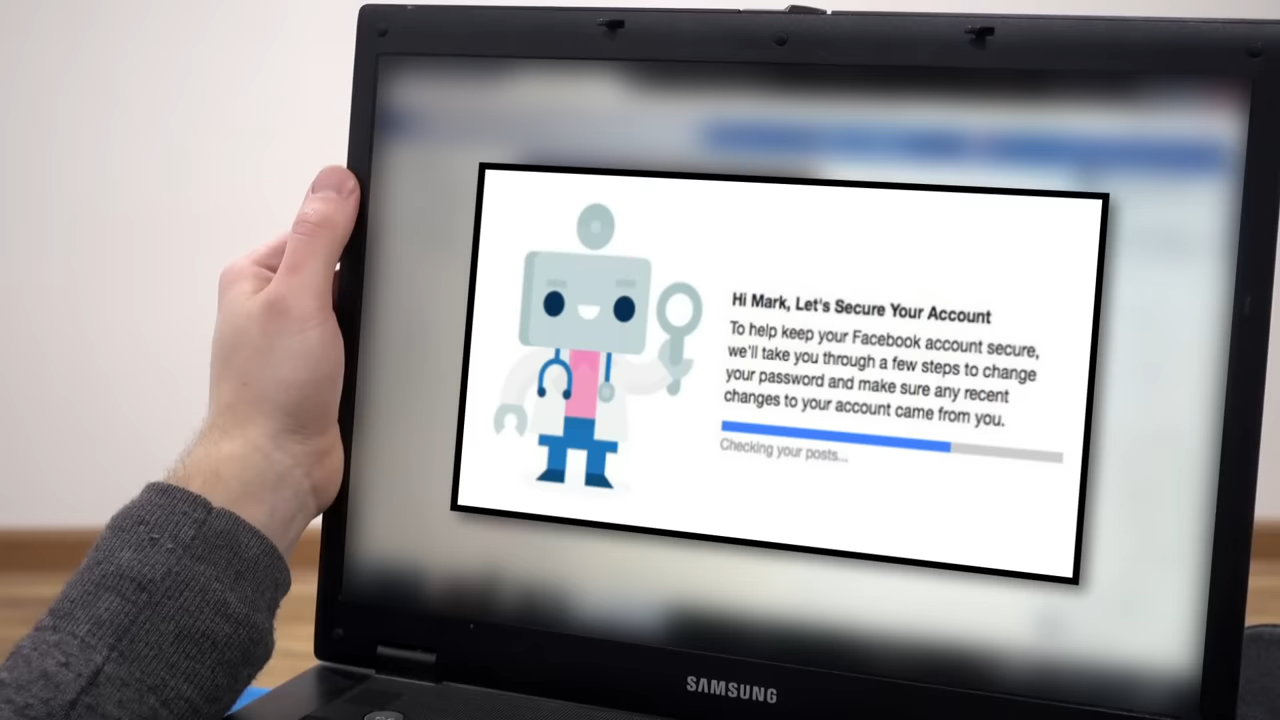 Hi Mark, Let's Secure Your Account
To help keep your Facebook account secure,
we'll take you through a few steps to change
your password and make sure any recent
changes to your account came from you.
Checking your posts...
SAMSUNG